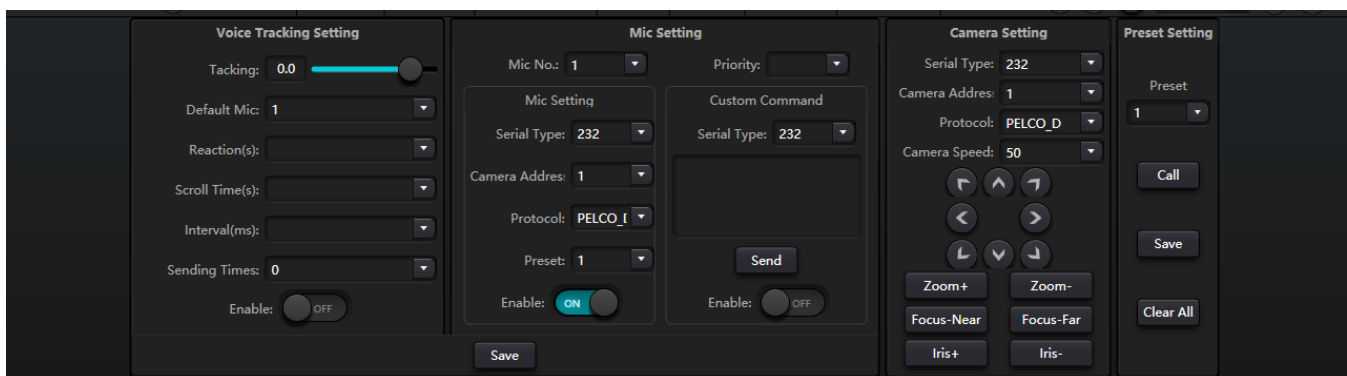 Voice Tracking Setting
Tacking: 0.0
Default Mic: 1
Reaction(s):
Scroll Time(s):
Interval(ms):
Sending Times: 0
Enable: OFF
Mic Setting
Mic No.: 1
Priority:
Mic Setting
Serial Type: 232
Camera Addres:
1
Protocol: PELCO_D
Preset: 1
Enable: ON
Custom Command
Serial Type: 232
Send
Enable: OFF
Save
Camera Setting
Serial Type: 232
Camera Addres: 1
Protocol: PELCO_D
Camera Speed: 50
Zoom+ Zoom-
Focus-Near Focus-Far
Iris+ Iris-
Preset Setting
Preset
1
Call
Save
Clear All